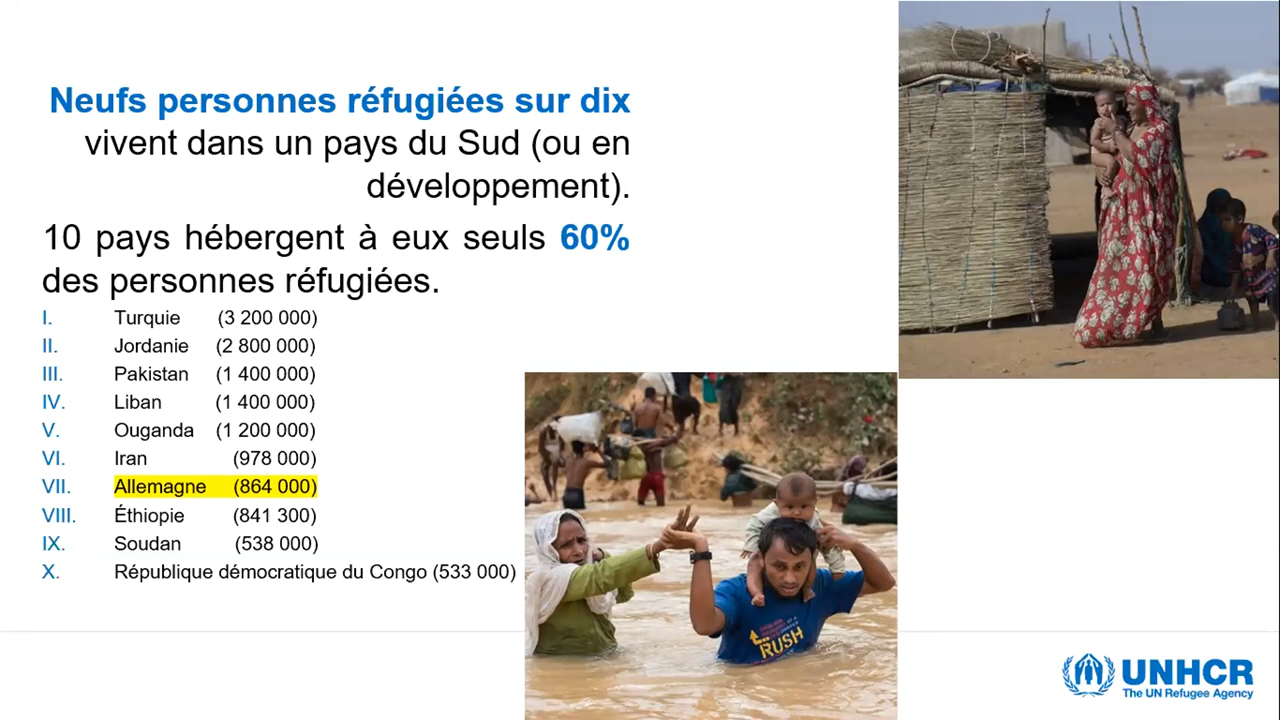 Neufs personnes réfugiées sur dix
vivent dans un pays du Sud (ou en
développement).
10 pays hébergent à eux seuls 60%
des personnes réfugiées.
I. Turquie (3 200 000)
II. Jordanie (2 800 000)
III. Pakistan (1 400 000)
IV. Liban (1 400 000)
V. Ouganda (1 200 000)
VI. Iran (978 000)
VII. Allemagne (864 000)
VIII. Éthiopie (841 300)
IX. Soudan (538 000)
X. République démocratique du Congo (533 000)
RUSH
UNHCR
The UN Refugee Agency